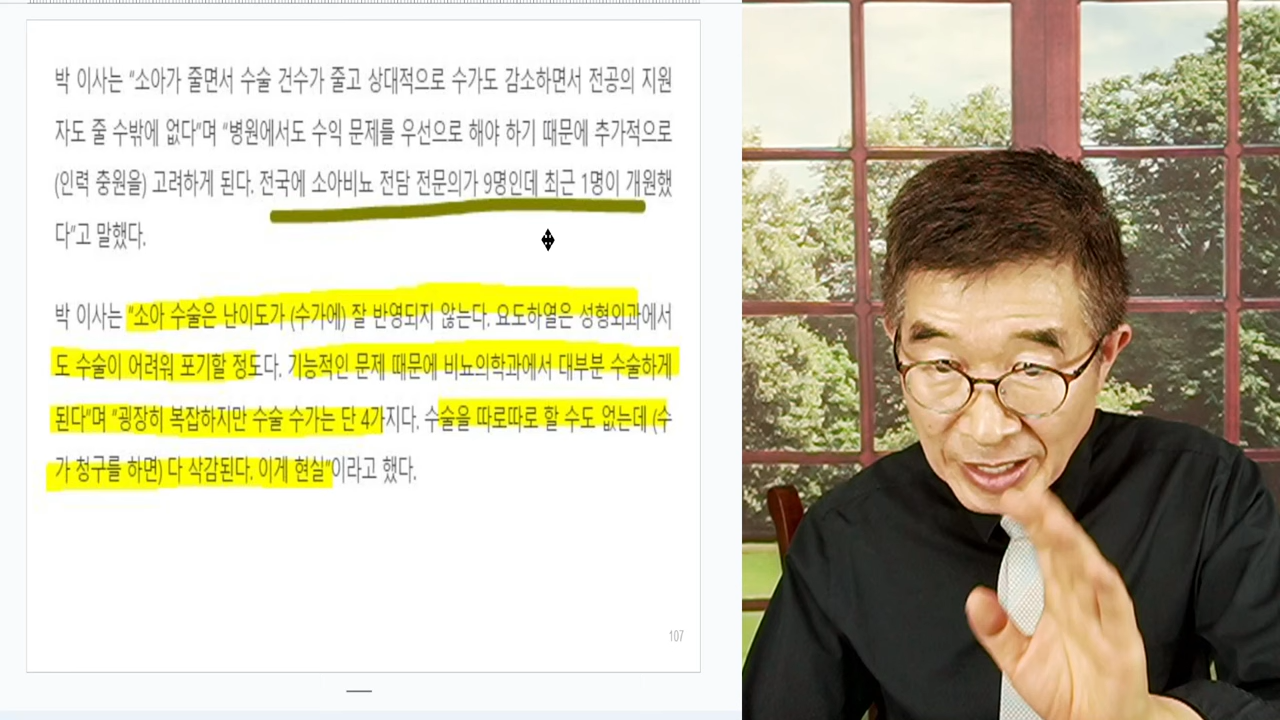 박 이사는 “소아가 줄면서 수술 건수가 줄고 상대적으로 수가도 감소하면서 전공의 지원
자도 줄 수밖에 없다”며 “병원에서도 수익 문제를 우선으로 해야 하기 때문에 추가적으로
(인력 충원을) 고려하게 된다. 전국에 소아비뇨 전담 전문의가 9명인데 최근 1명이 개원했
다”고 말했다.
박 이사는 “소아 수술은 난이도가 (수가에) 잘 반영되지 않는다. 요도하열은 성형외과에서
도 수술이 어려워 포기할 정도다. 기능적인 문제 때문에 비뇨의학과에서 대부분 수술하게
된다”며 “굉장히 복잡하지만 수술 수가는 단 4가지다. 수술을 따로따로 할 수도 없는데 (수
가 청구를 하면) 다 삭감된다. 이게 현실”이라고 했다.
107